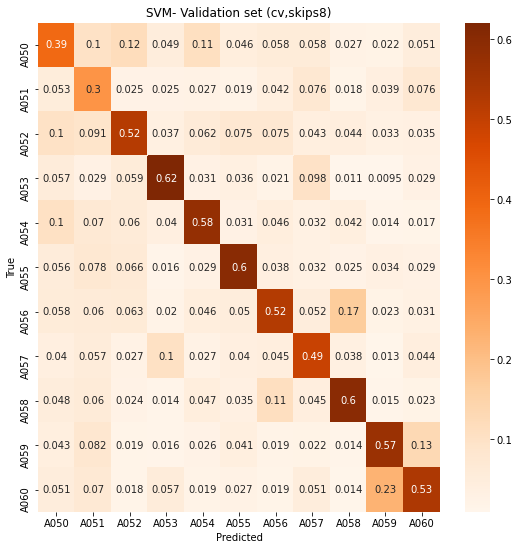 SVM- Validation set (cv,skips8)
A050 0.39 0.1 0.12 0.049 0.11 0.046 0.058 0.058 0.027 0.022 0.051
A051 0.053 0.3 0.025 0.025 0.027 0.019 0.042 0.076 0.018 0.039 0.076
A052 0.1 0.091 0.52 0.037 0.062 0.075 0.075 0.043 0.044 0.033 0.035
A053 0.057 0.029 0.059 0.62 0.031 0.036 0.021 0.098 0.011 0.0095 0.029
A054 0.1 0.07 0.06 0.04 0.58 0.031 0.046 0.032 0.042 0.014 0.017
A055 0.056 0.078 0.066 0.016 0.029 0.6 0.038 0.032 0.025 0.034 0.029
A056 0.058 0.06 0.063 0.02 0.046 0.05 0.52 0.052 0.17 0.023 0.031
A057 0.04 0.057 0.027 0.1 0.027 0.04 0.045 0.49 0.038 0.013 0.044
A058 0.048 0.06 0.024 0.014 0.047 0.035 0.11 0.045 0.6 0.015 0.023
A059 0.043 0.082 0.019 0.016 0.026 0.041 0.019 0.022 0.014 0.57 0.13
A060 0.051 0.07 0.018 0.057 0.019 0.027 0.019 0.051 0.014 0.23 0.53
A050 A051 A052 A053 A054 A055 A056 A057 A058 A059 A060
Predicted
True
0.6
0.5
0.4
0.3
0.2
0.1